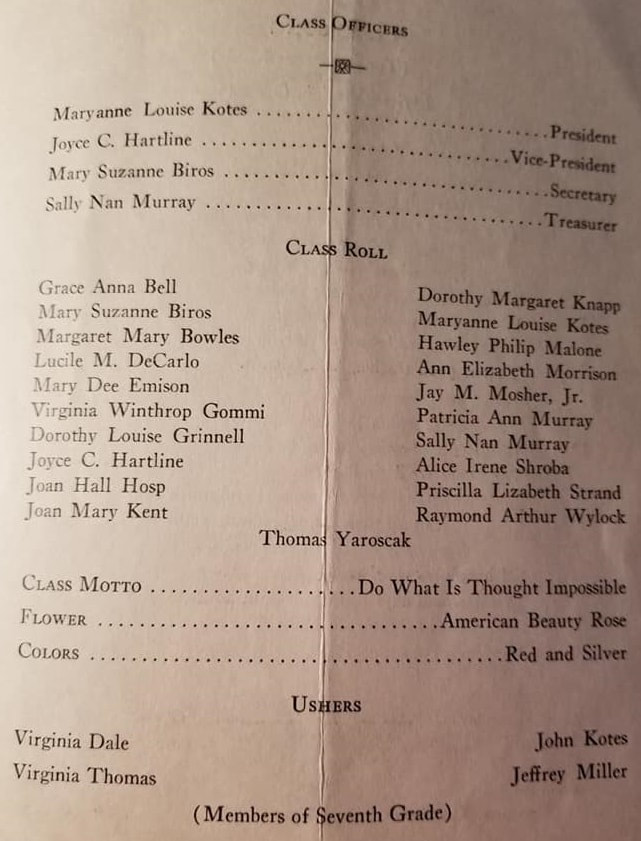 Class Officers
Maryanne Louise Kotes ........................... President
Joyce C. Hartline ........................... Vice-President
Mary Suzanne Biros ........................... Secretary
Sally Nan Murray ........................... Treasurer
Class Roll
Grace Anna Bell
Mary Suzanne Biros
Margaret Mary Bowles
Lucile M. DeCarlo
Mary Dee Emison
Virginia Winthrop Gommi
Dorothy Louise Grinnell
Joyce C. Hartline
Joan Hall Hosp
Joan Mary Kent
Dorothy Margaret Knapp
Maryanne Louise Kotes
Hawley Philip Malone
Ann Elizabeth Morrison
Jay M. Mosher, Jr.
Patricia Ann Murray
Sally Nan Murray
Alice Irene Shroba
Priscilla Lizabeth Strand
Raymond Arthur Wylock
Thomas Yaroscak
Class Motto ................... Do What Is Thought Impossible
Flower ............................... American Beauty Rose
Colors ..................................... Red and Silver
Ushers
Virginia Dale John Kotes
Virginia Thomas Jeffrey Miller
(Members of Seventh Grade)